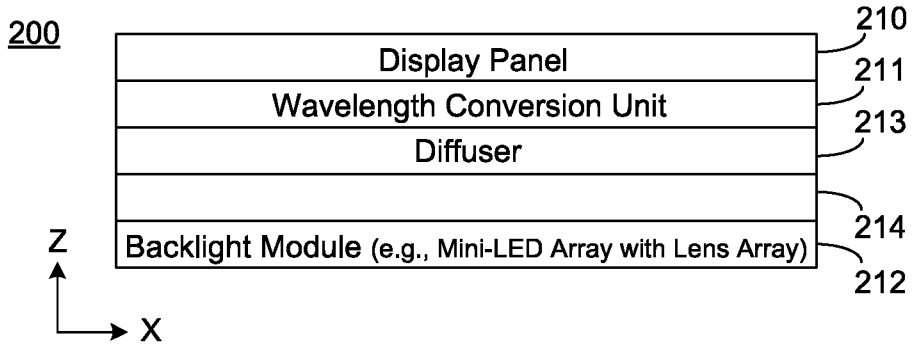 200
210
Display Panel
211
Wavelength Conversion Unit
213
Diffuser
214
Z
Backlight Module (e.g., Mini-LED Array with Lens Array)
212
X